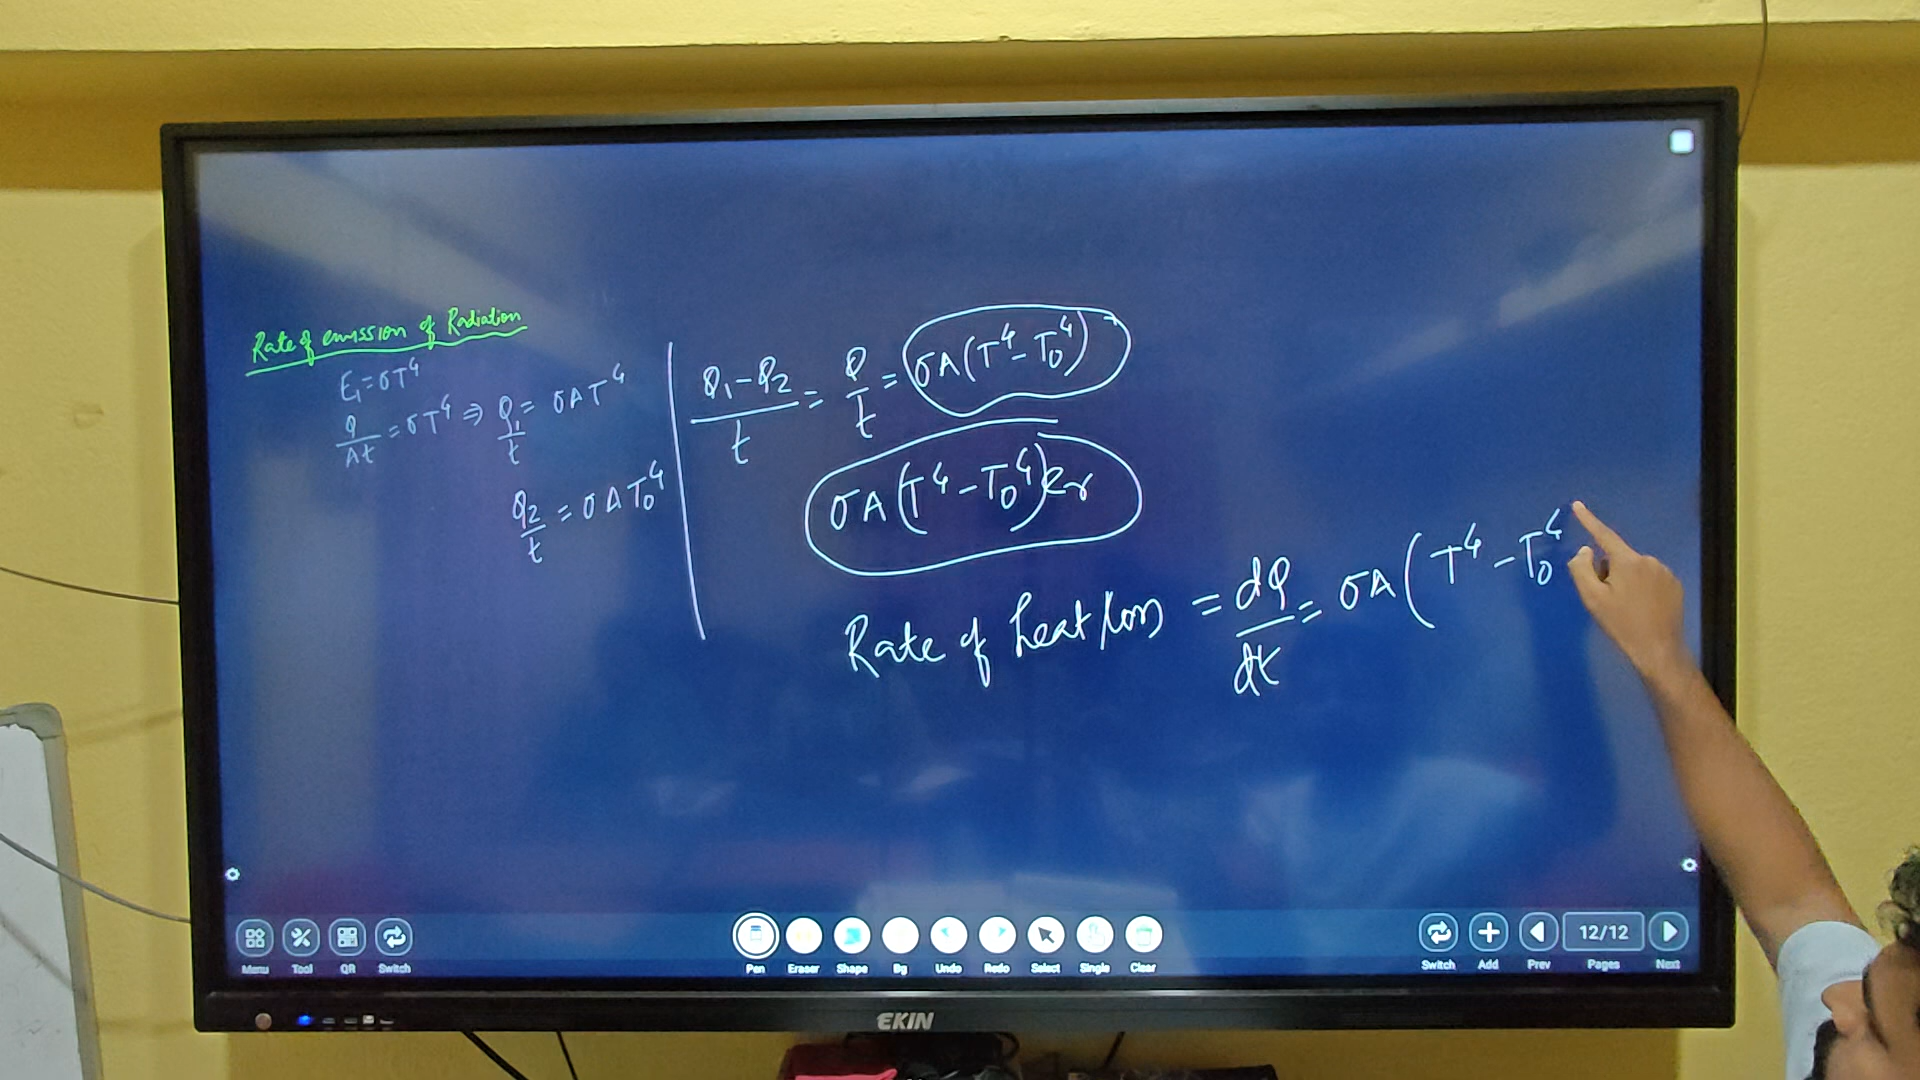 Rate of emission of Radiation
E₁ = σT⁴
Q/At = σT⁴ ⇒ Q₁/t = σAT⁴
Q₂/t = σAT₀⁴
(Q₁-Q₂)/t = Q/t = σA(T⁴-T₀⁴)
σA(T⁴-T₀⁴)
Rate of heat loss = dQ/dt = σA(T⁴-T₀⁴
Menu Tool QR Switch
Pen Eraser Shape Bg Undo Redo Select Single Clear
Switch Add Prev 12/12 Pages Next
EKIN